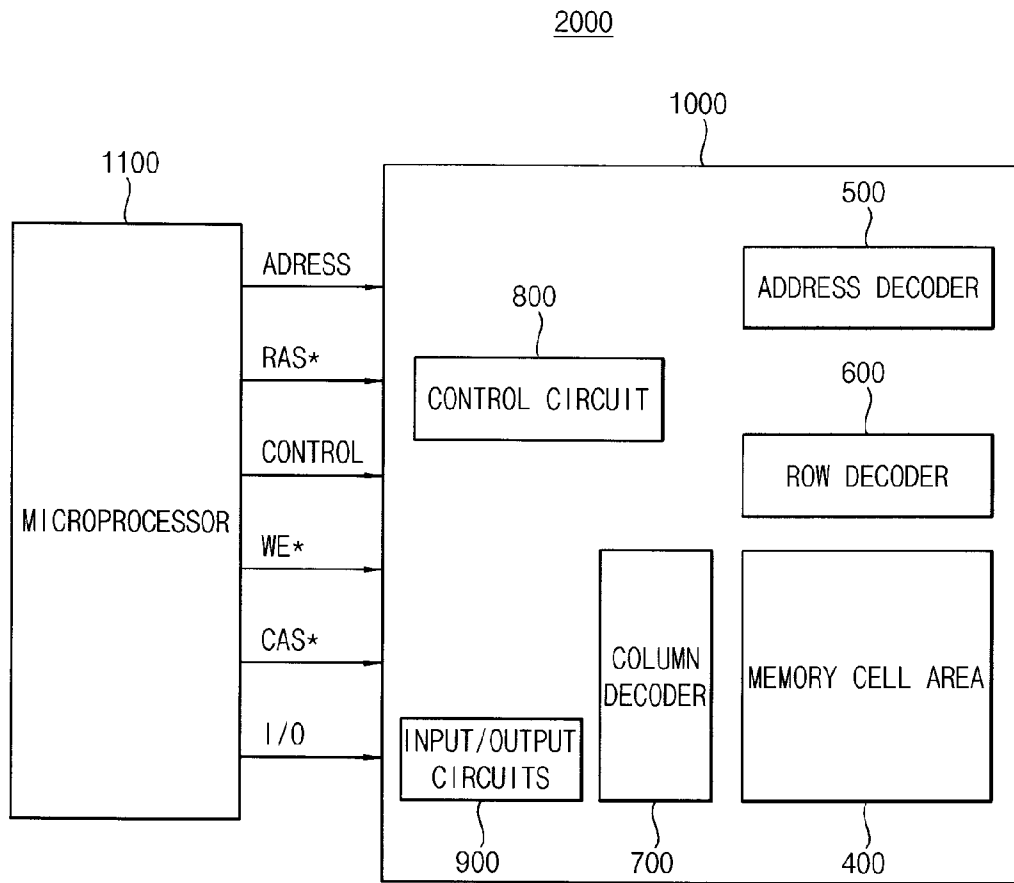 2000
1000
1100
500
ADRESS
ADDRESS DECODER
800
RAS*
CONTROL CIRCUIT
600
CONTROL
ROW DECODER
MICROPROCESSOR
WE*
CAS*
COLUMN
DECODER
MEMORY CELL AREA
I/O
INPUT/OUTPUT
CIRCUITS
900
700
400